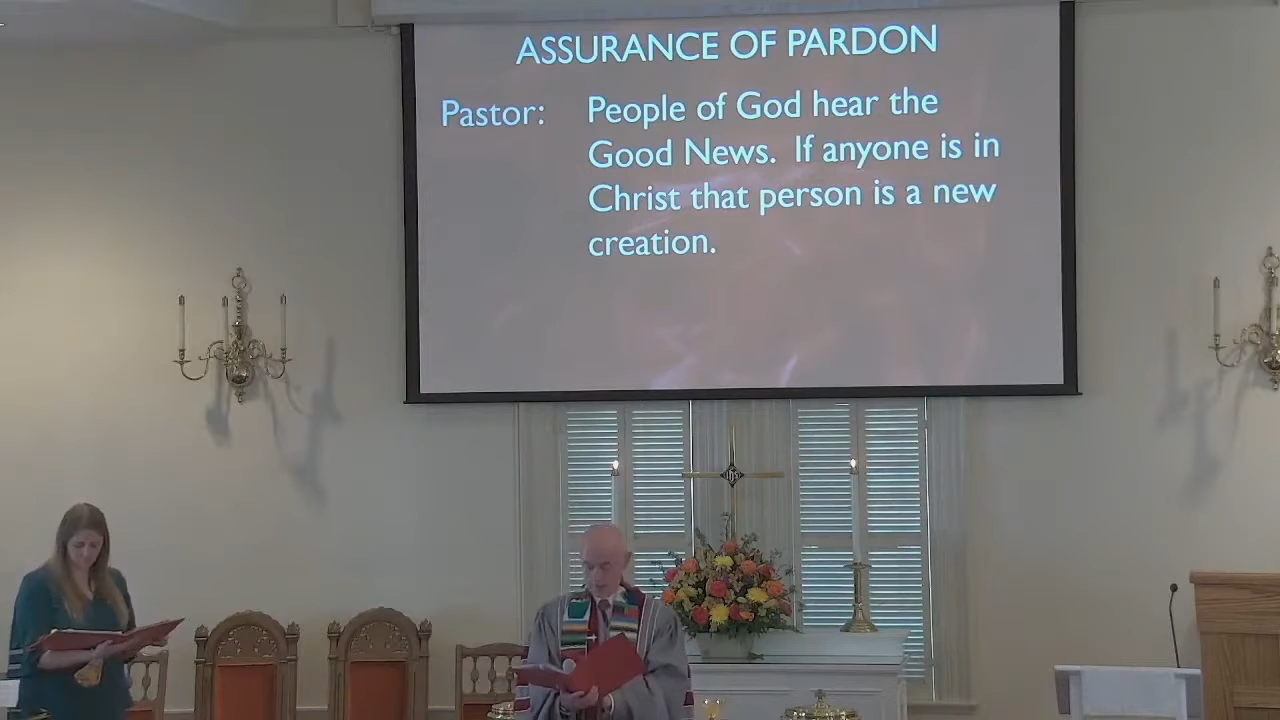 ASSURANCE OF PARDON
Pastor: People of God hear the
Good News. If anyone is in
Christ that person is a new
creation.
IHS